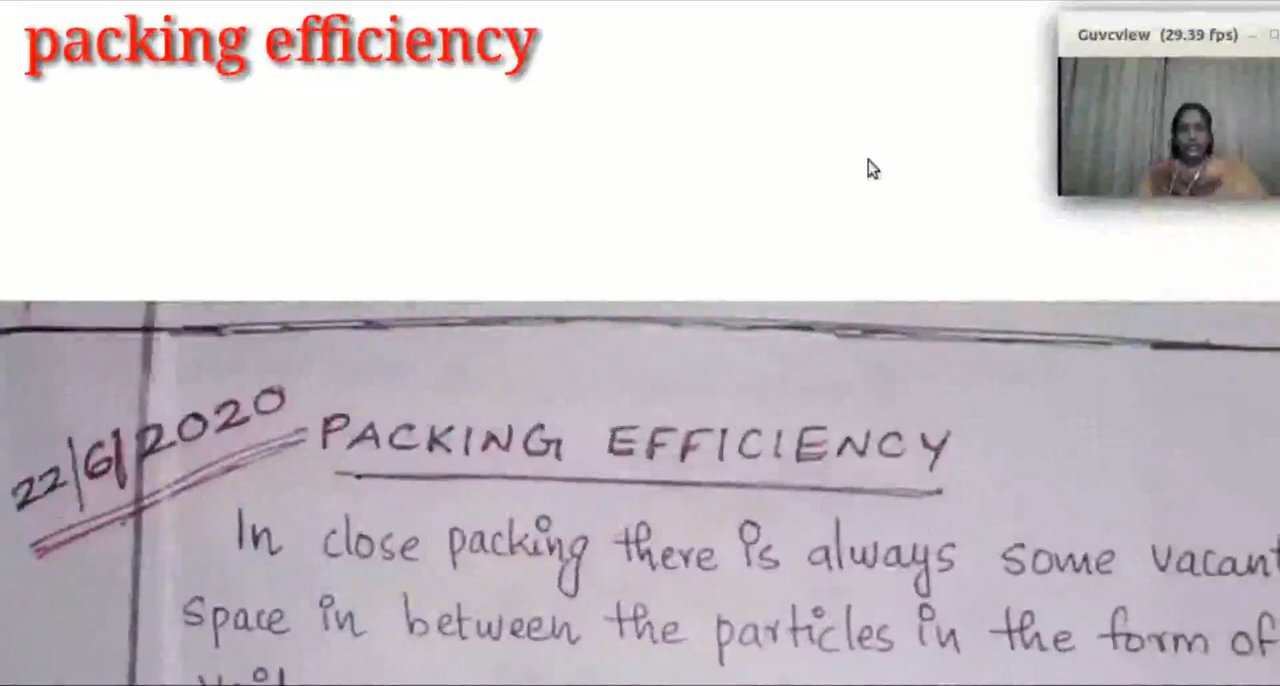 packing efficiency
Guvcview (29.39 fps)
22/6/2020
PACKING EFFICIENCY
In close packing there is always some vacant
space in between the particles in the form of